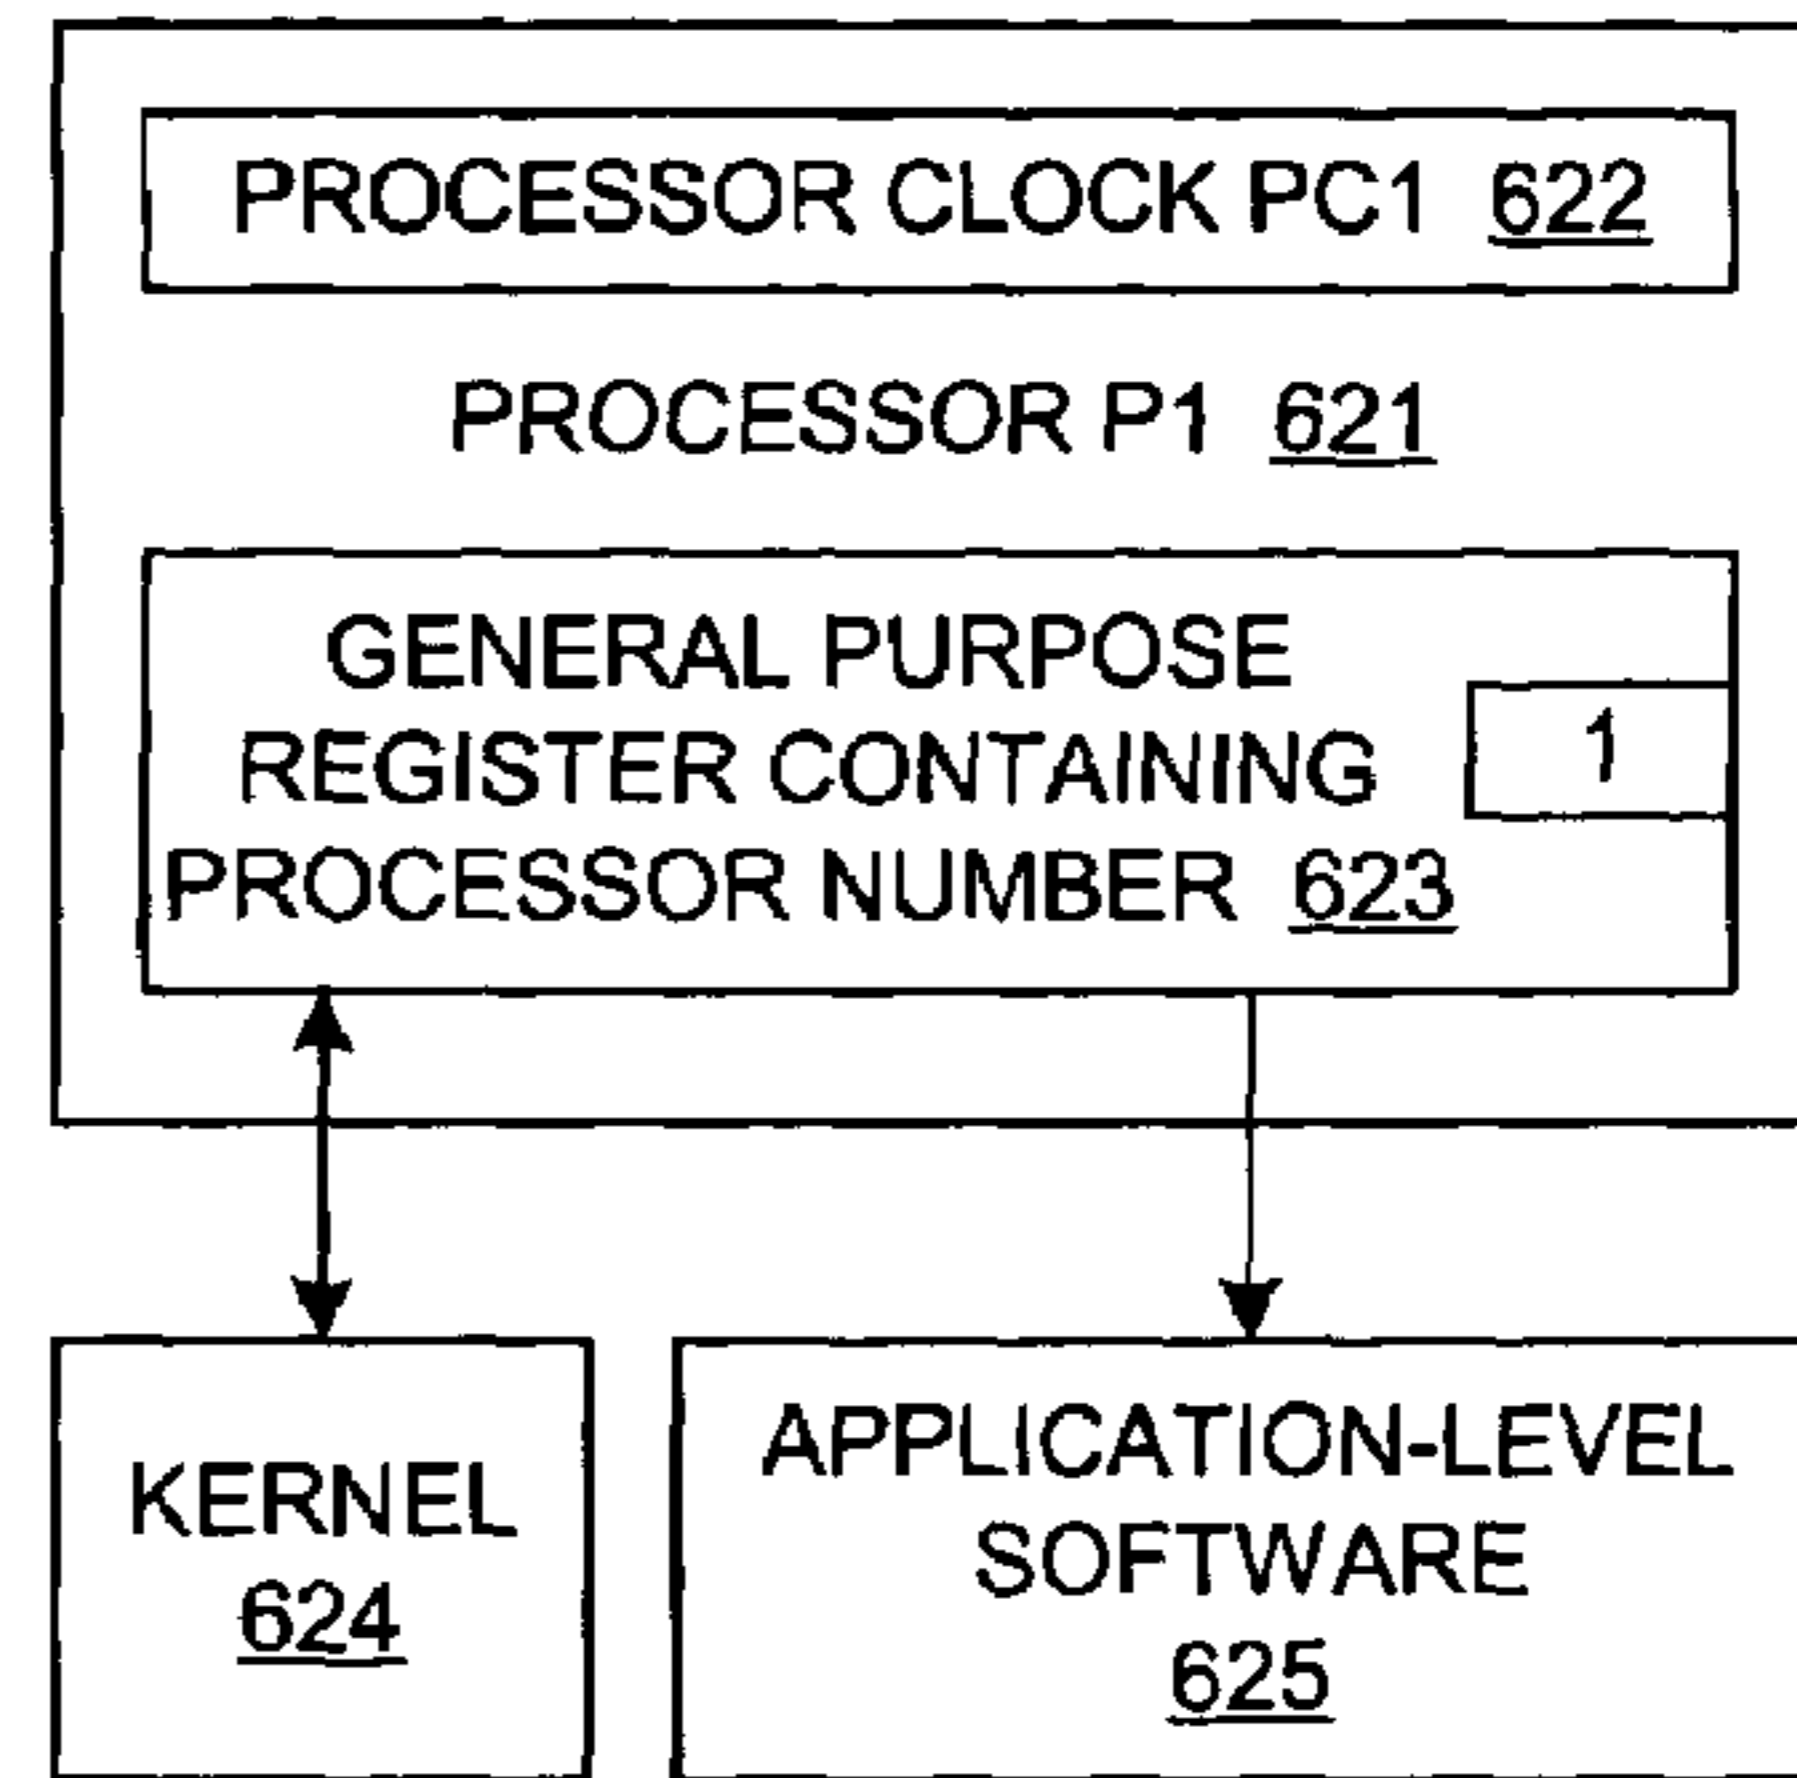 PROCESSOR CLOCK PC1 622
PROCESSOR P1 621
GENERAL PURPOSE
REGISTER CONTAINING
1
PROCESSOR NUMBER 623
KERNEL
624
APPLICATION-LEVEL
SOFTWARE
625